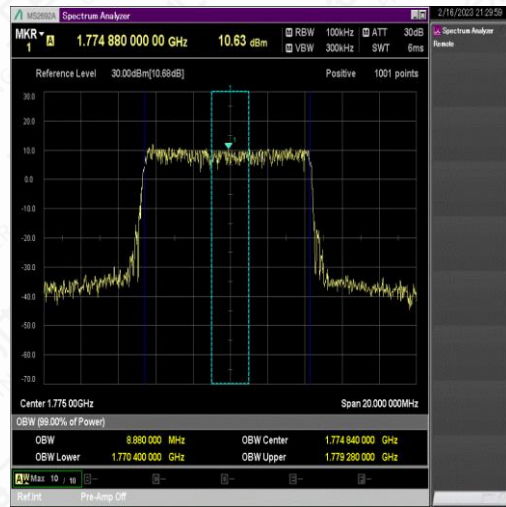 MS2692A Spectrum Analyzer
2/16/2023 21:29:59
MKR 1 A 1.774 880 000 00 GHz 10.63 dBm
RBW 100kHz ATT 30dB
VBW 300kHz SWT 6ms
Spectrum Analyzer
Remote
Reference Level 30.00dBm[10.68dB] Positive 1001 points
30.0
20.0
1
10.0
0.0
-10.0
-20.0
-30.0
-40.0
-50.0
-60.0
-70.0
Center 1.775 00GHz Span 20.000 000MHz
OBW (99.00% of Power)
OBW 8.880 000 MHz OBW Center 1.774 840 000 GHz
OBW Lower 1.770 400 000 GHz OBW Upper 1.779 280 000 GHz
A W Max 10 / 10
Ref.Int Pre-Amp Off